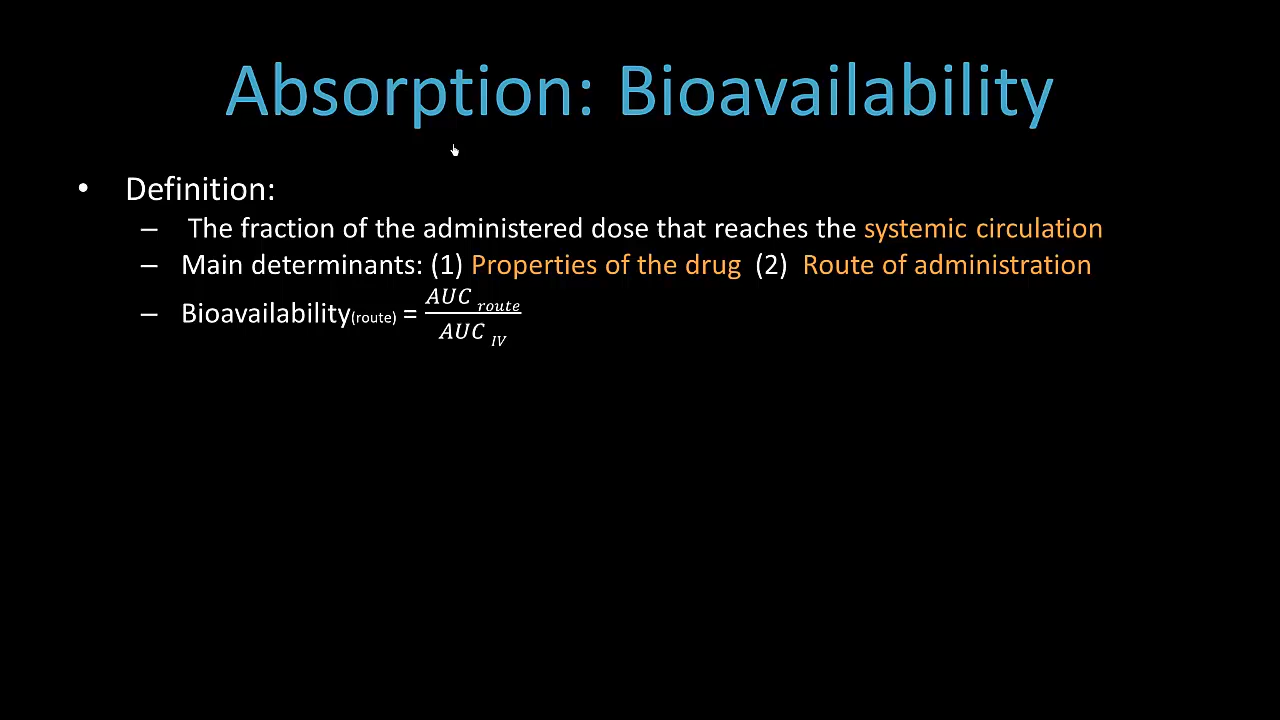 Absorption: Bioavailability
• Definition:
– The fraction of the administered dose that reaches the systemic circulation
– Main determinants: (1) Properties of the drug (2) Route of administration
– Bioavailability(route) = AUC route / AUC IV